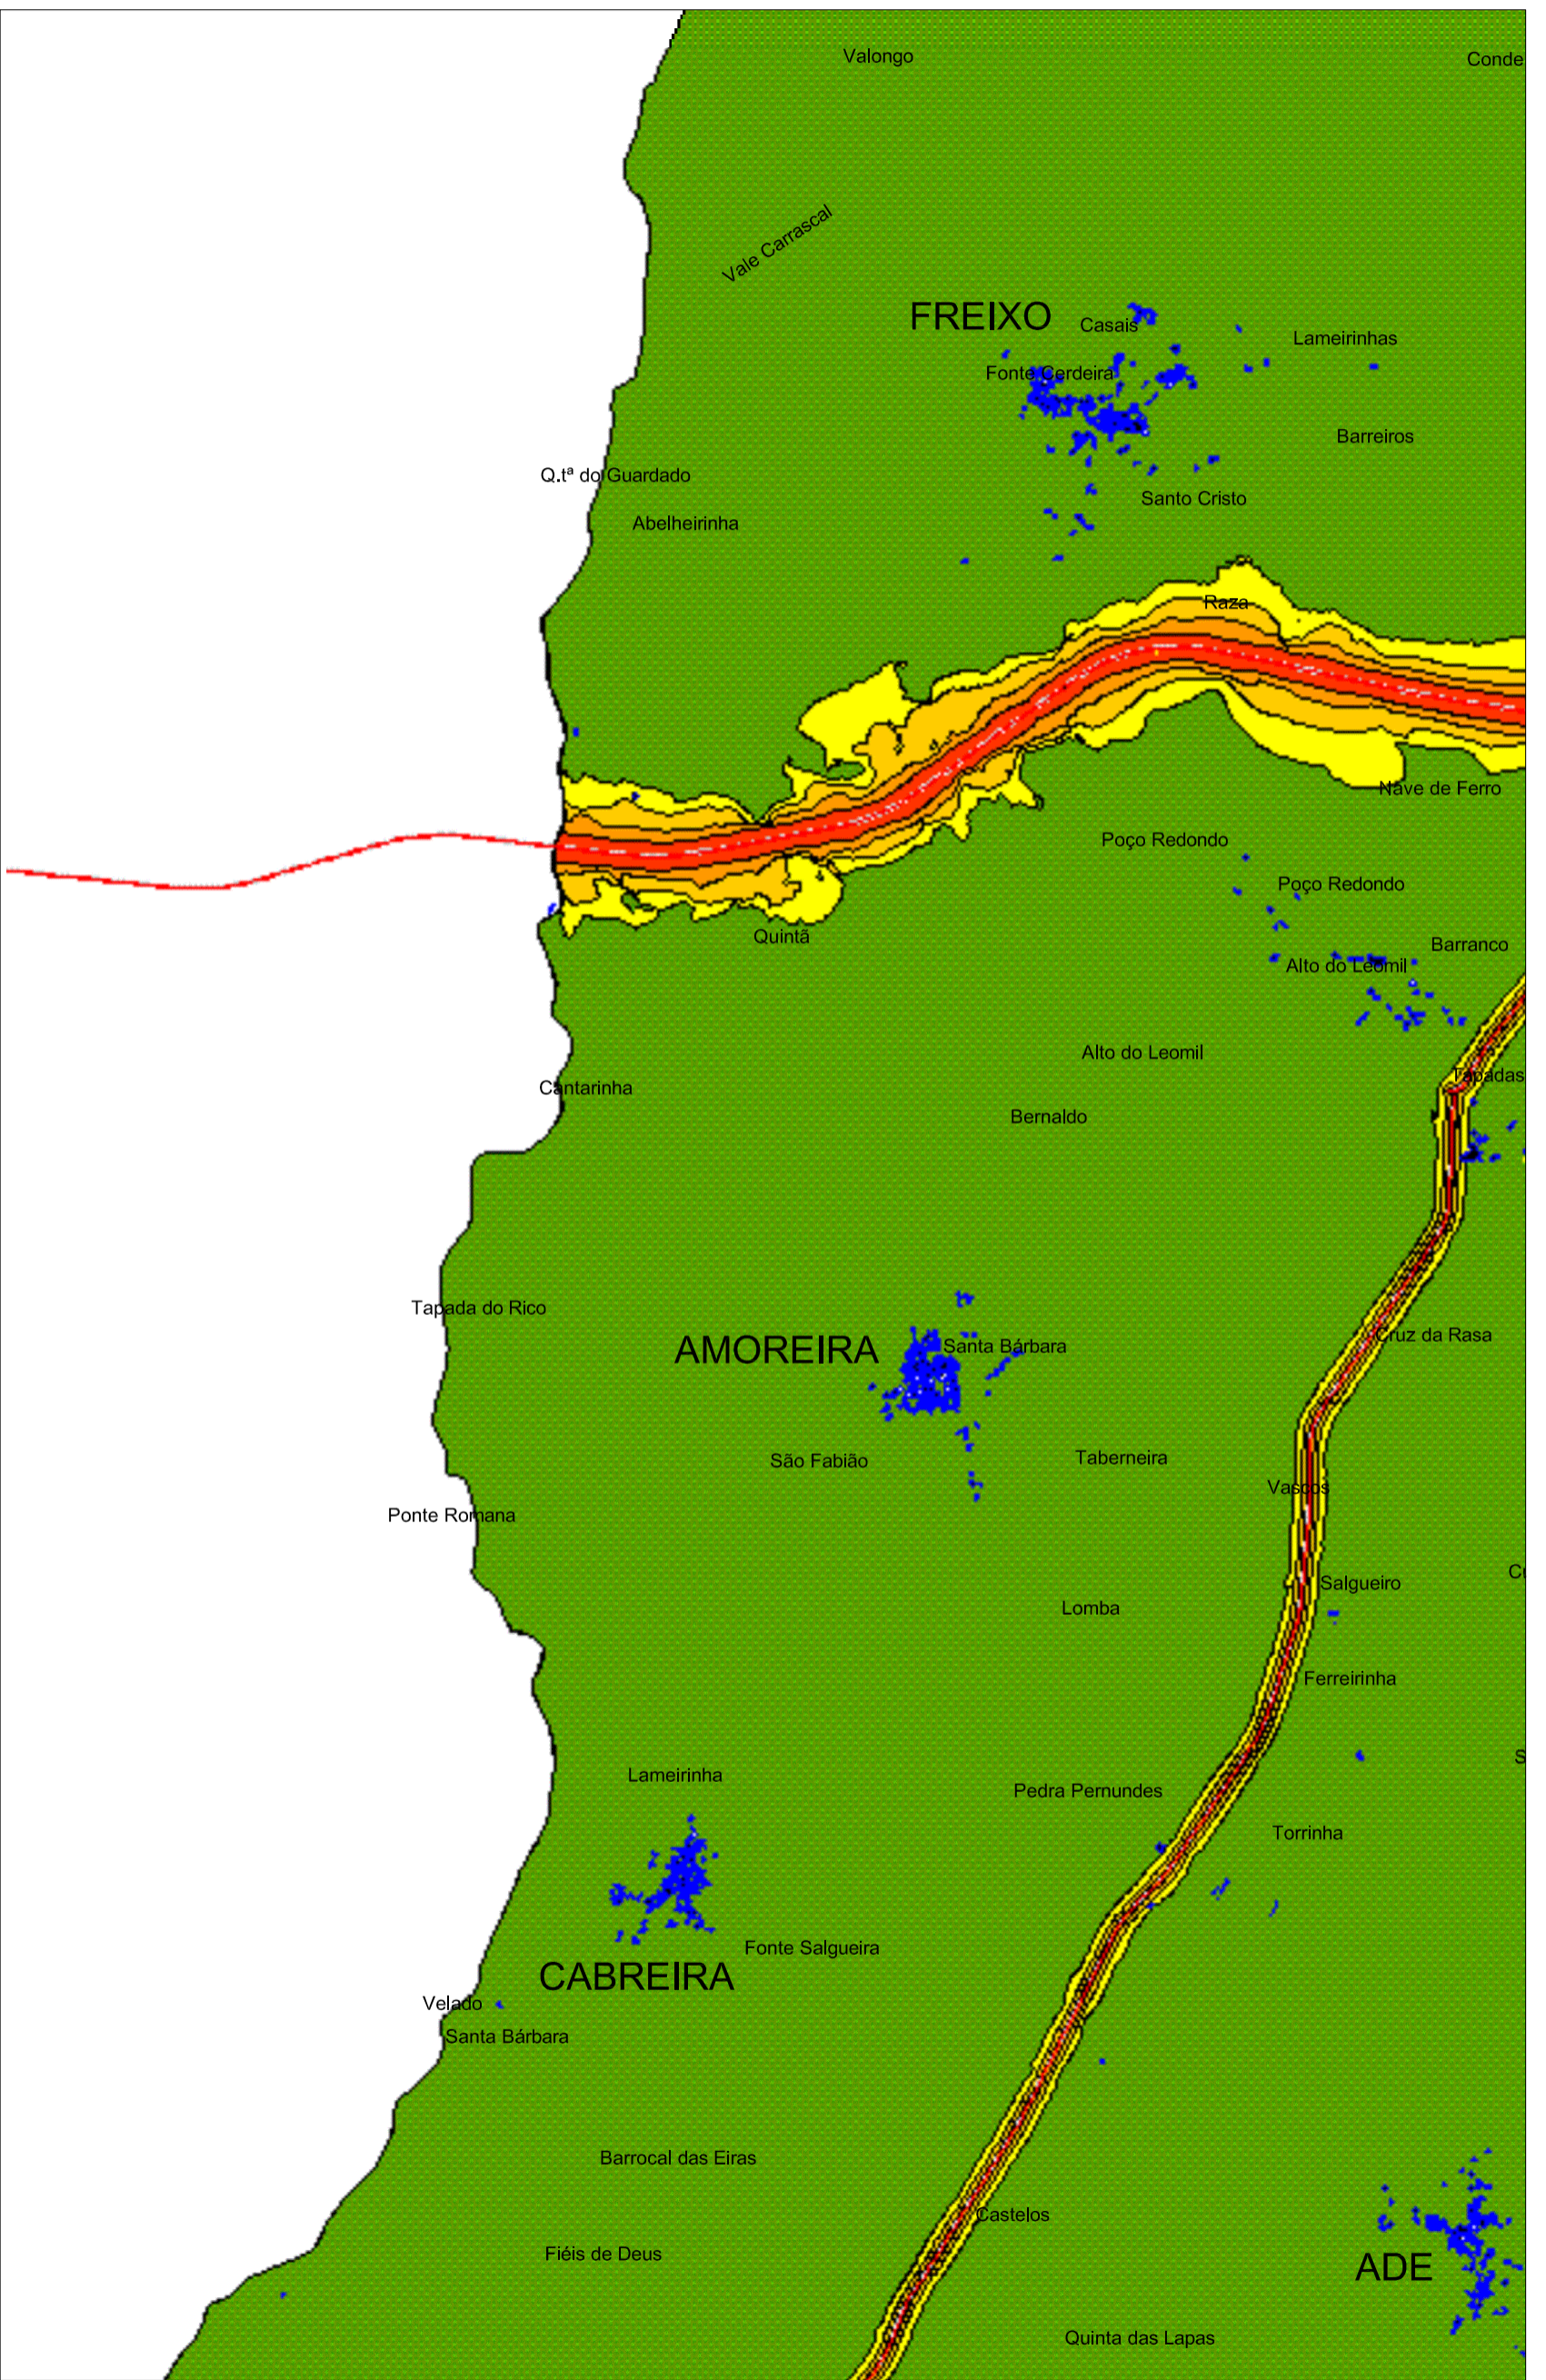 Valongo
Conde
Vale Carrascal
FREIXO
Casais
Lameirinhas
Fonte Cerdeira
Barreiros
Q.tª do Guardado
Santo Cristo
Abelheirinha
Raza
Nave de Ferro
Poço Redondo
Poço Redondo
Quintã
Barranco
Alto do Leomil
Alto do Leomil
Tapadas
Cantarinha
Bernaldo
Tapada do Rico
Cruz da Rasa
AMOREIRA
Santa Bárbara
Taberneira
São Fabião
Vascos
Ponte Romana
Salgueiro
Lomba
Ferreirinha
Lameirinha
Pedra Pernundes
Torrinha
Fonte Salgueira
CABREIRA
Velado
Santa Bárbara
Barrocal das Eiras
Castelos
Fiéis de Deus
ADE
Quinta das Lapas